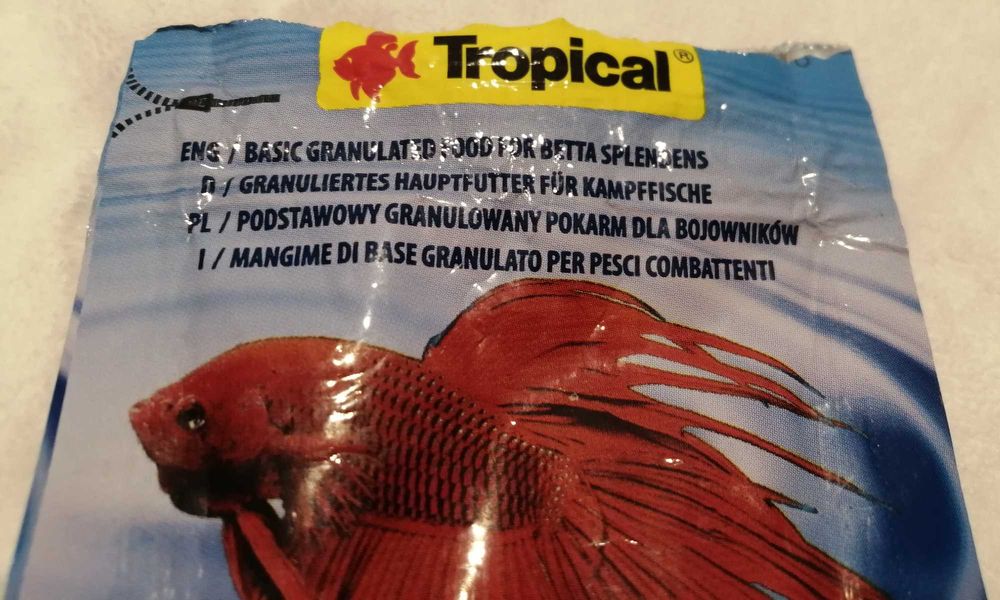 Tropical®
ENG / BASIC GRANULATED FOOD FOR BETTA SPLENDENS
D / GRANULIERTES HAUPTFUTTER FÜR KAMPFFISCHE
PL / PODSTAWOWY GRANULOWANY POKARM DLA BOJOWNIKÓW
I / MANGIME DI BASE GRANULATO PER PESCI COMBATTENTI